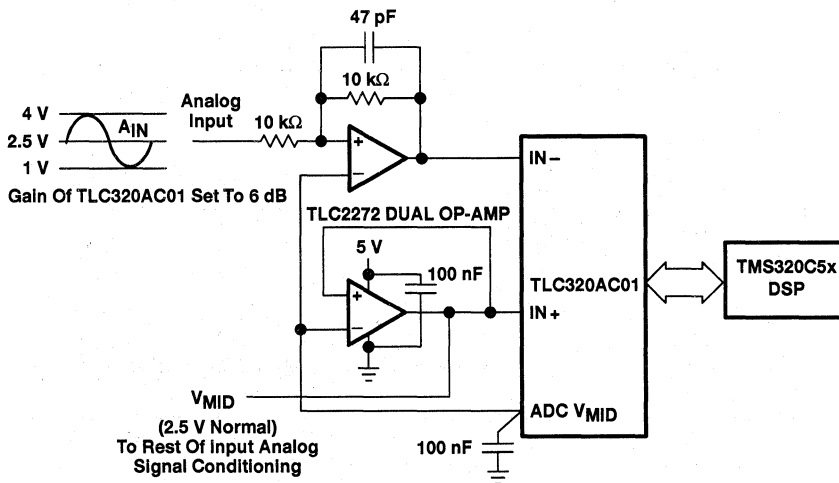 47 pF
10 kΩ
Analog
Input
10 kΩ
4 V
2.5 V
1 V
AIN
+
−
IN−
Gain Of TLC320AC01 Set To 6 dB
TLC2272 DUAL OP-AMP
5 V
100 nF
+
−
TLC320AC01
IN+
TMS320C5x
DSP
VMID
(2.5 V Normal)
To Rest Of input Analog
Signal Conditioning
ADC VMID
100 nF